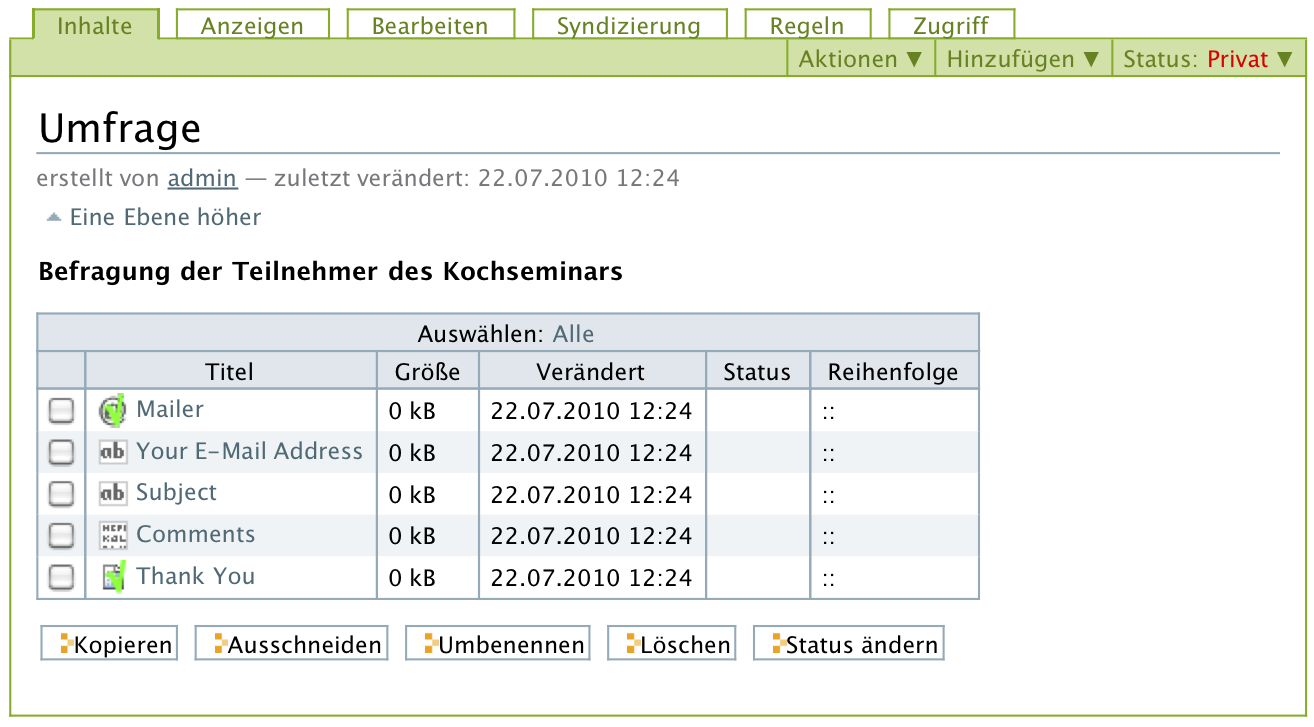 Inhalte Anzeigen Bearbeiten Syndizierung Regeln Zugriff
Aktionen ▼ Hinzufügen ▼ Status: Privat ▼
Umfrage
erstellt von admin — zuletzt verändert: 22.07.2010 12:24
Eine Ebene höher
Befragung der Teilnehmer des Kochseminars
Auswählen: Alle
Titel Größe Verändert Status Reihenfolge
Mailer 0 kB 22.07.2010 12:24 ::
ab Your E-Mail Address 0 kB 22.07.2010 12:24 ::
ab Subject 0 kB 22.07.2010 12:24 ::
Comments 0 kB 22.07.2010 12:24 ::
Thank You 0 kB 22.07.2010 12:24 ::
Kopieren Ausschneiden Umbenennen Löschen Status ändern